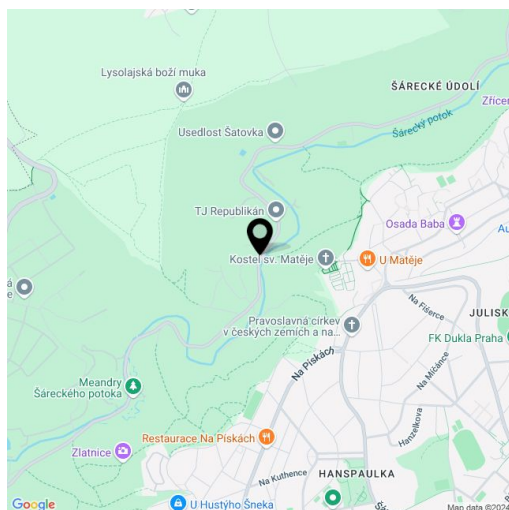 Lysolajská boží muka
ŠÁRECKÉ ÚDOLÍ
Usedlost Šatovka
Šárecký potok
TJ Republikán
Osada Baba
Kostel sv. Matěje
U Matěje
Na Fišerce
Pravoslavná církev
v českých zemích a na...
FK Dukla Praha
Na Pískách
Na Míčánce
Meandry
Šáreckého potoka
Hanzelkova
Zlatnice
Restaurace Na Pískách
Na Kuthence
HANSPAULKA
U Hustýho Šneka
Google
Map data ©2024